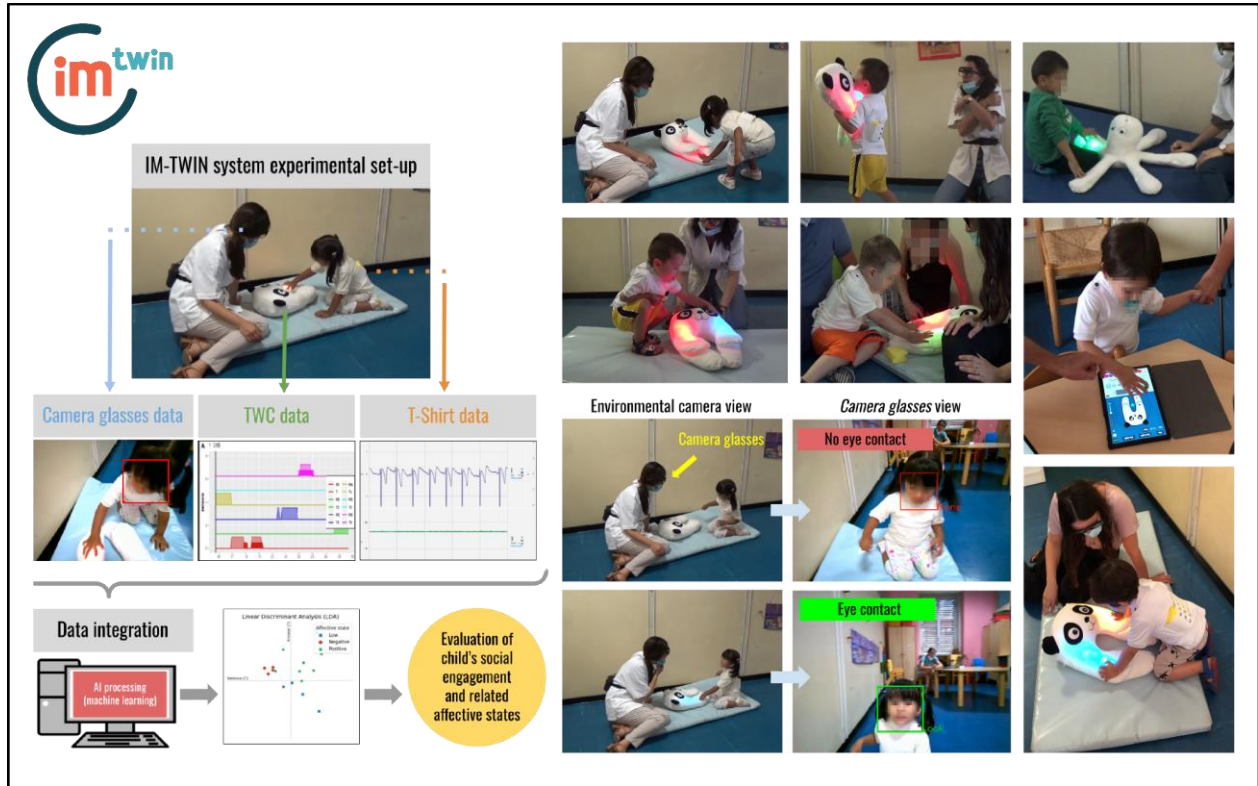 im twin
IM-TWIN system experimental set-up
Camera glasses data
TWC data
T-Shirt data
Data integration
AI processing
(machine learning)
Linear Discriminant Analysis (LDA)
Affective state
Low
Negative
Positive
Evaluation of
child's social
engagement
and related
affective states
Environmental camera view
Camera glasses view
Camera glasses
No eye contact
Eye contact